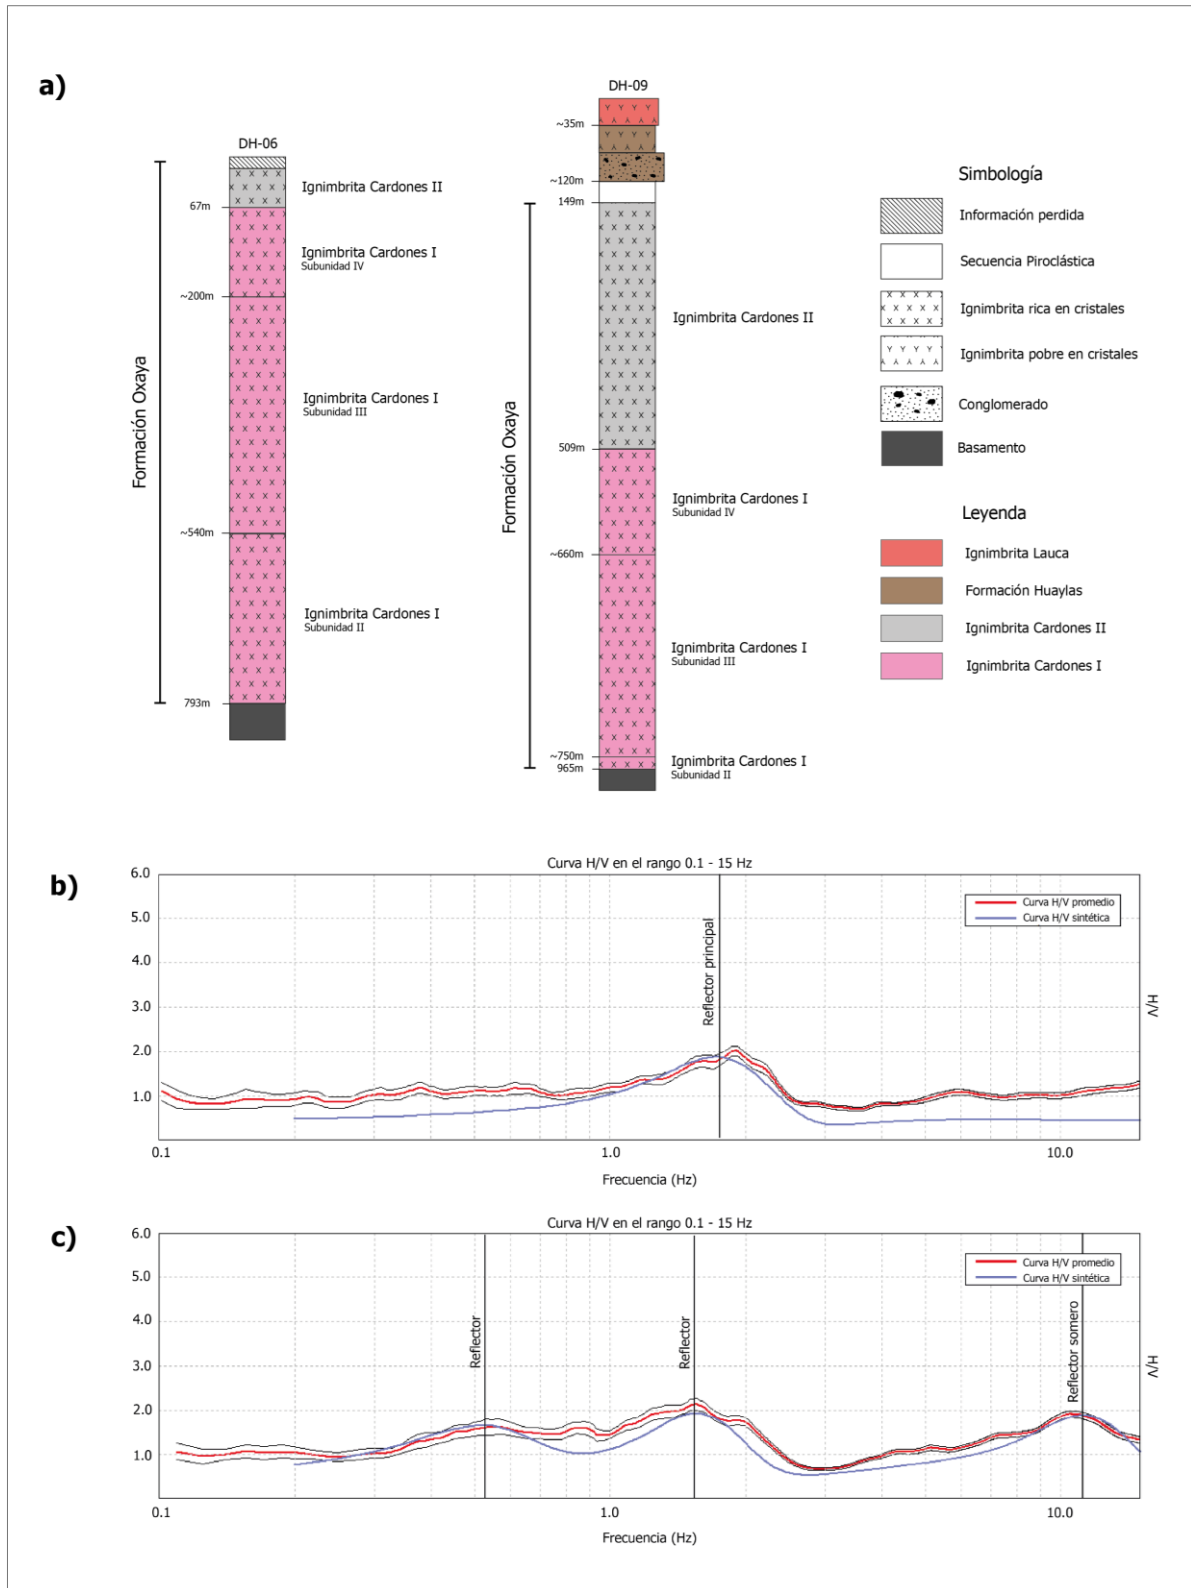 a)
DH-06
Formación Oxaya
67m
~200m
~540m
793m
Ignimbrita Cardones II
Ignimbrita Cardones I
Subunidad IV
Ignimbrita Cardones I
Subunidad III
Ignimbrita Cardones I
Subunidad II
DH-09
Formación Oxaya
~35m
~120m
149m
509m
~660m
~750m
965m
Ignimbrita Cardones II
Ignimbrita Cardones I
Subunidad IV
Ignimbrita Cardones I
Subunidad III
Ignimbrita Cardones I
Subunidad II
Simbología
Información perdida
Secuencia Piroclástica
Ignimbrita rica en cristales
Ignimbrita pobre en cristales
Conglomerado
Basamento
Leyenda
Ignimbrita Lauca
Formación Huaylas
Ignimbrita Cardones II
Ignimbrita Cardones I
b)
Curva H/V en el rango 0.1 - 15 Hz
6.0
5.0
4.0
3.0
2.0
1.0
Reflector principal
Curva H/V promedio
Curva H/V sintética
H/V
0.1
1.0
10.0
Frecuencia (Hz)
c)
Curva H/V en el rango 0.1 - 15 Hz
6.0
5.0
4.0
3.0
2.0
1.0
Reflector
Reflector
Reflector somero
Curva H/V promedio
Curva H/V sintética
H/V
0.1
1.0
10.0
Frecuencia (Hz)